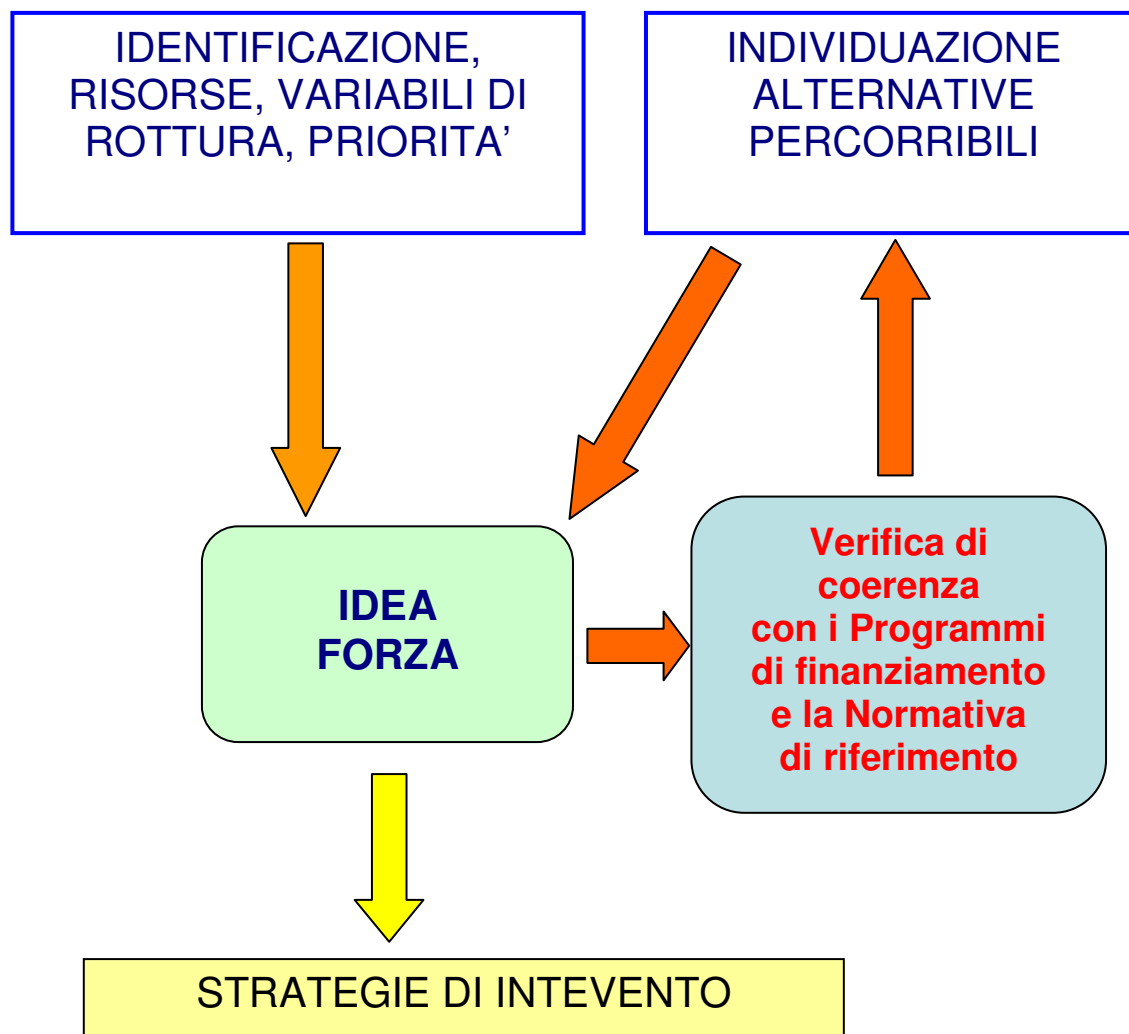 IDENTIFICAZIONE,
RISORSE, VARIABILI DI
ROTTURA, PRIORITA’
INDIVIDUAZIONE
ALTERNATIVE
PERCORRIBILI
IDEA
FORZA
Verifica di
coerenza
con i Programmi
di finanziamento
e la Normativa
di riferimento
STRATEGIE DI INTEVENTO